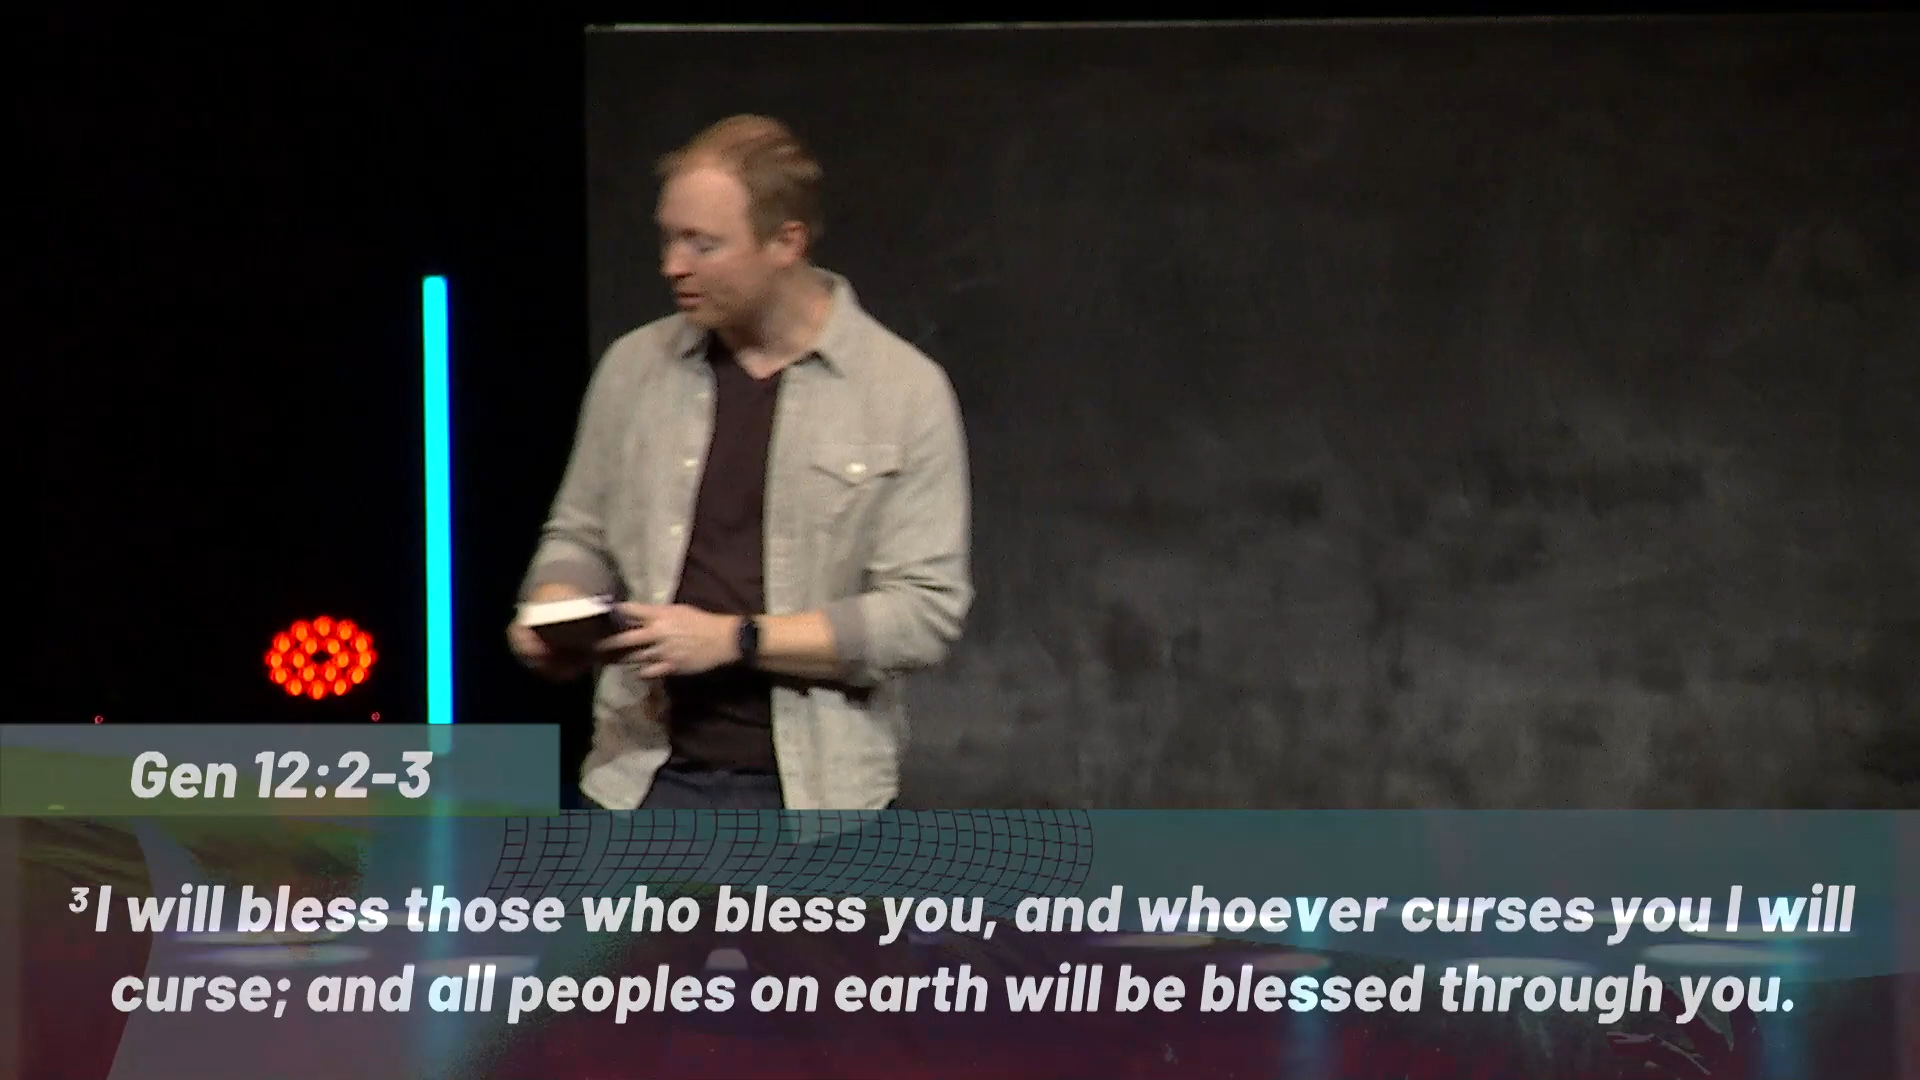 Gen 12:2-3
³I will bless those who bless you, and whoever curses you I will
curse; and all peoples on earth will be blessed through you.